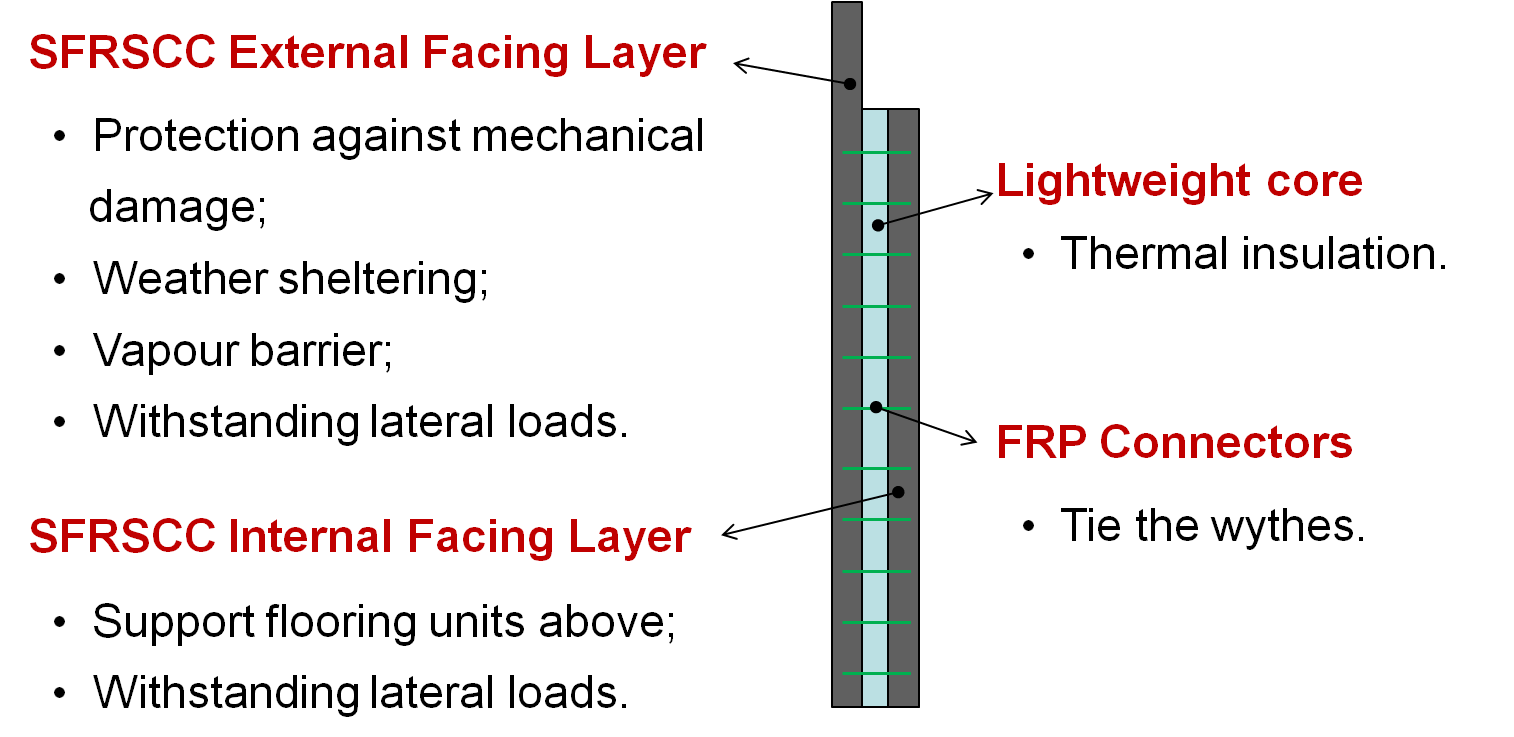 SFRSCC External Facing Layer
• Protection against mechanical
damage;
• Weather sheltering;
• Vapour barrier;
• Withstanding lateral loads.
SFRSCC Internal Facing Layer
• Support flooring units above;
• Withstanding lateral loads.
Lightweight core
• Thermal insulation.
FRP Connectors
• Tie the wythes.